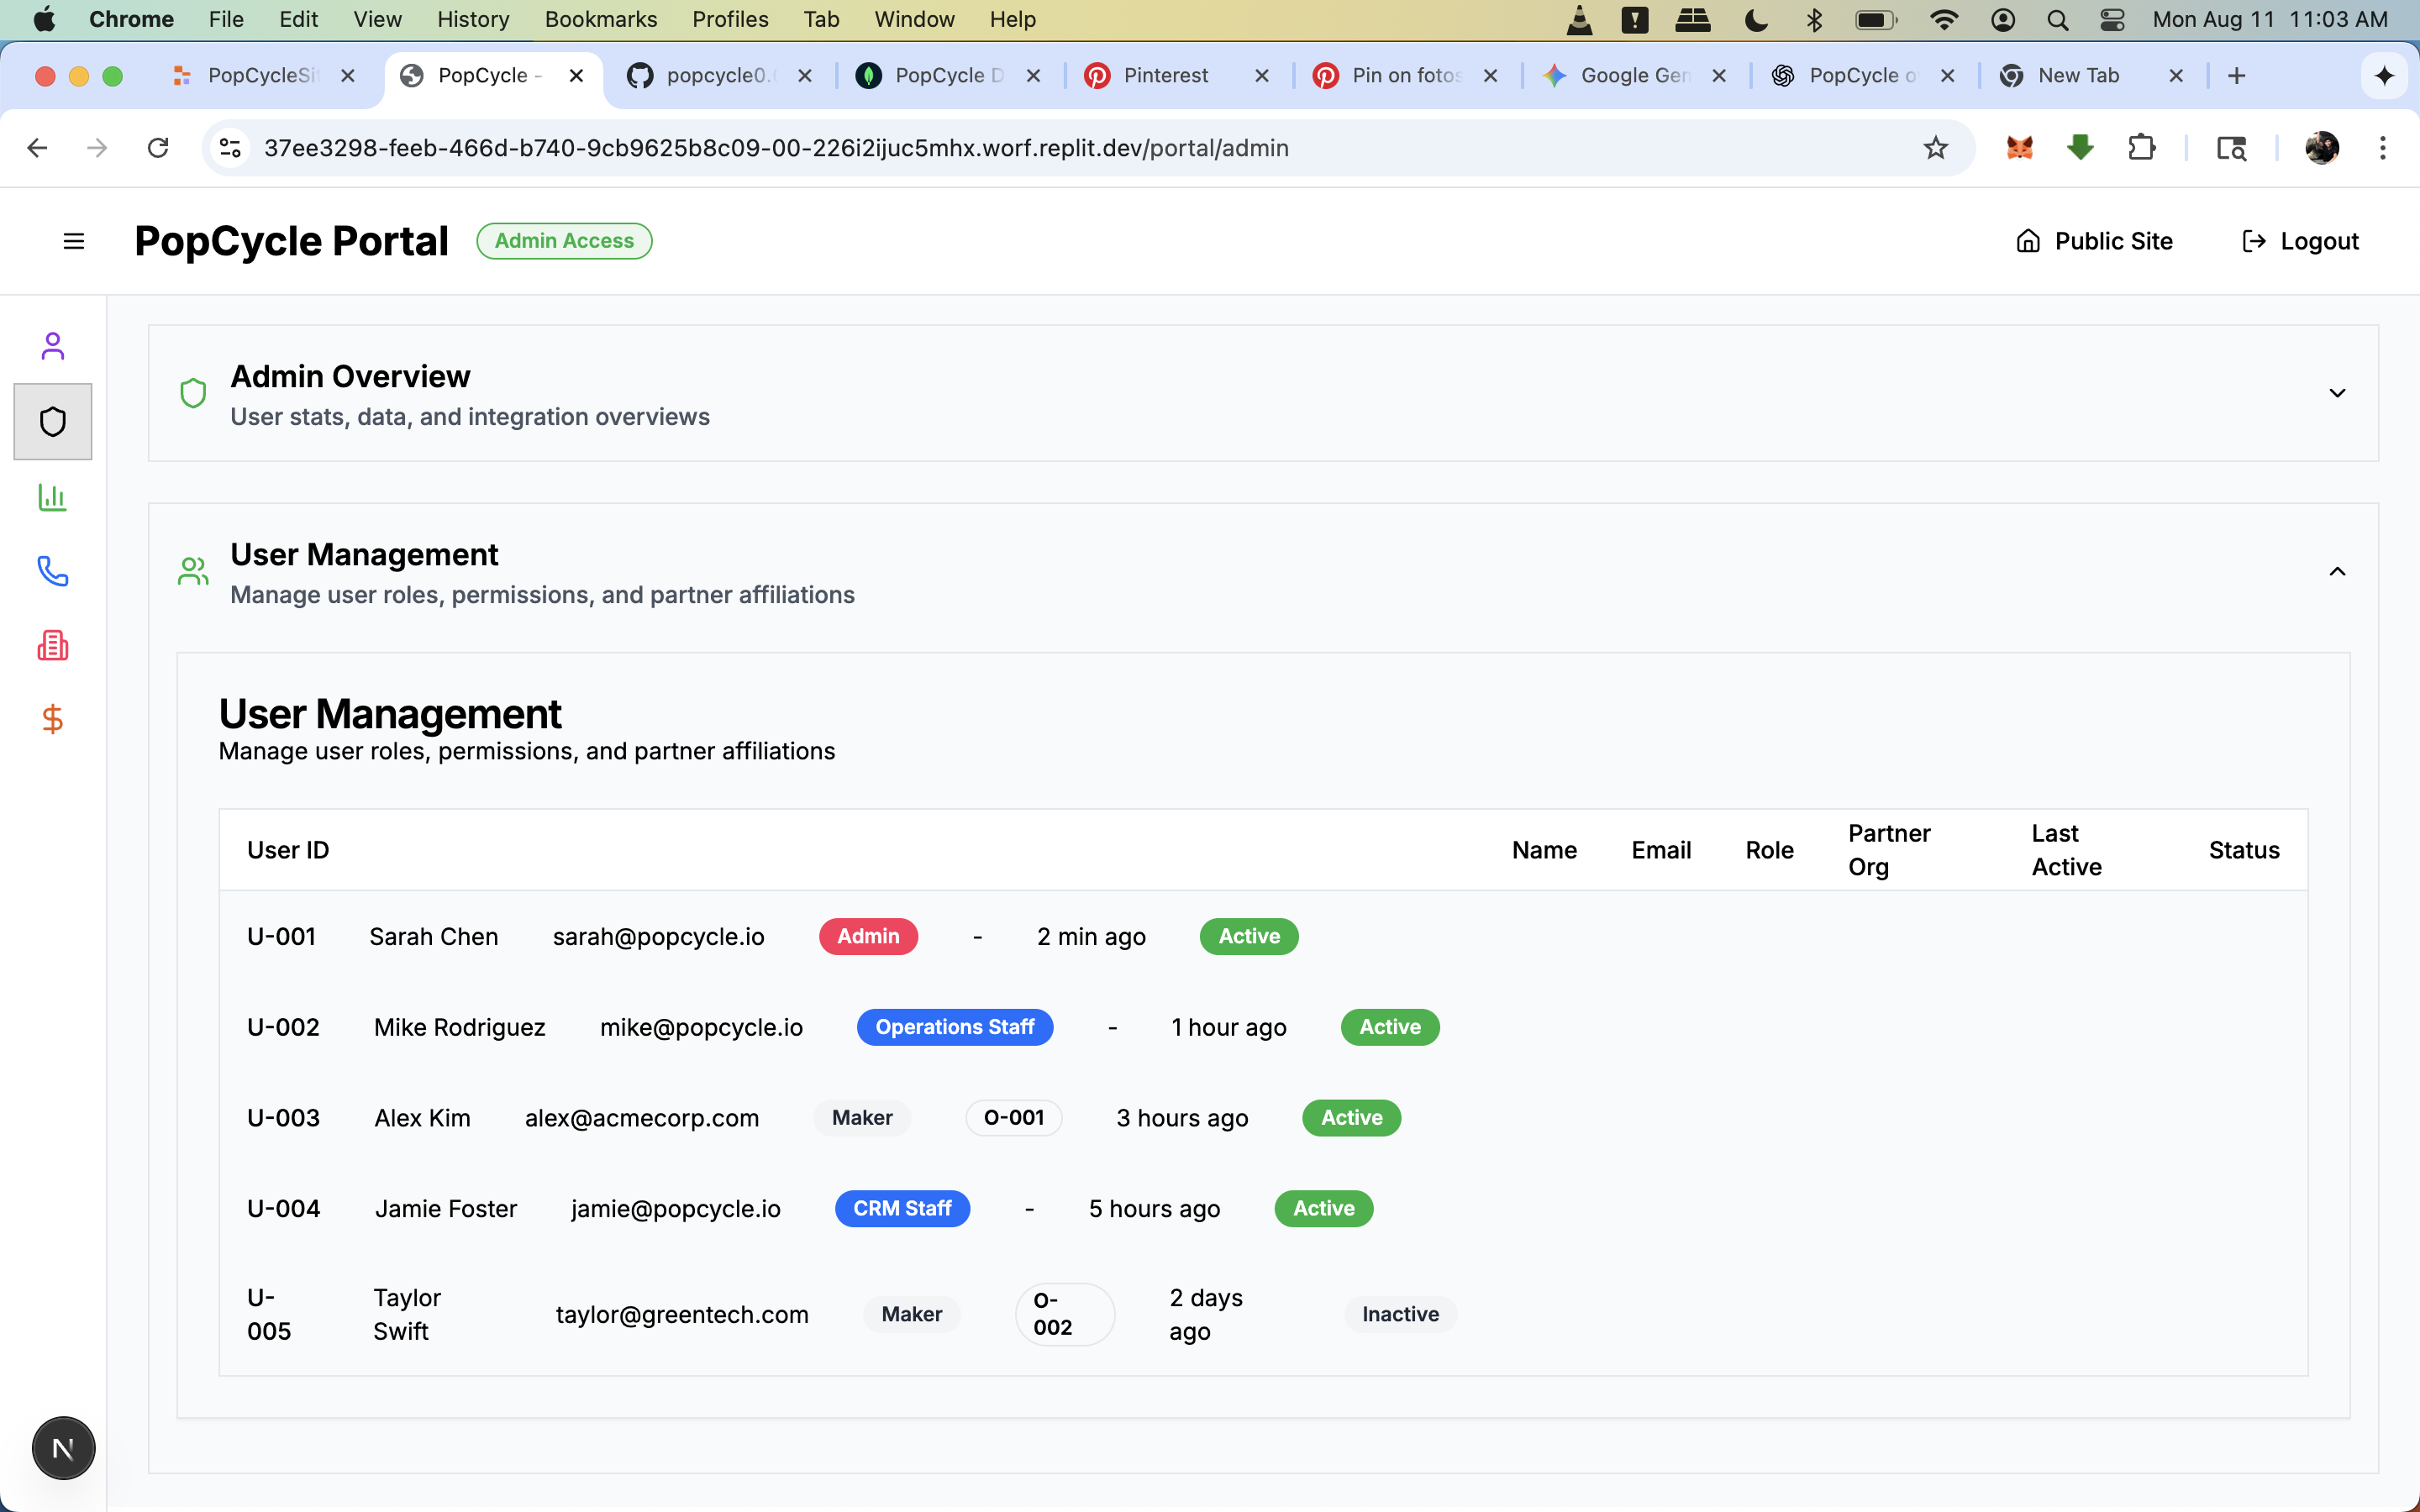 Chrome File Edit View History Bookmarks Profiles Tab Window Help Mon Aug 11 11:03 AM
PopCycleSi PopCycle - popcycle0. PopCycle D Pinterest Pin on fotos Google Gen PopCycle o New Tab
37ee3298-feeb-466d-b740-9cb9625b8c09-00-226i2ijuc5mhx.worf.replit.dev/portal/admin
PopCycle Portal Admin Access Public Site Logout
Admin Overview
User stats, data, and integration overviews
User Management
Manage user roles, permissions, and partner affiliations
User Management
Manage user roles, permissions, and partner affiliations
User ID Name Email Role Partner Org Last Active Status
U-001 Sarah Chen sarah@popcycle.io Admin - 2 min ago Active
U-002 Mike Rodriguez mike@popcycle.io Operations Staff - 1 hour ago Active
U-003 Alex Kim alex@acmecorp.com Maker O-001 3 hours ago Active
U-004 Jamie Foster jamie@popcycle.io CRM Staff - 5 hours ago Active
U-005 Taylor Swift taylor@greentech.com Maker O-002 2 days ago Inactive
N